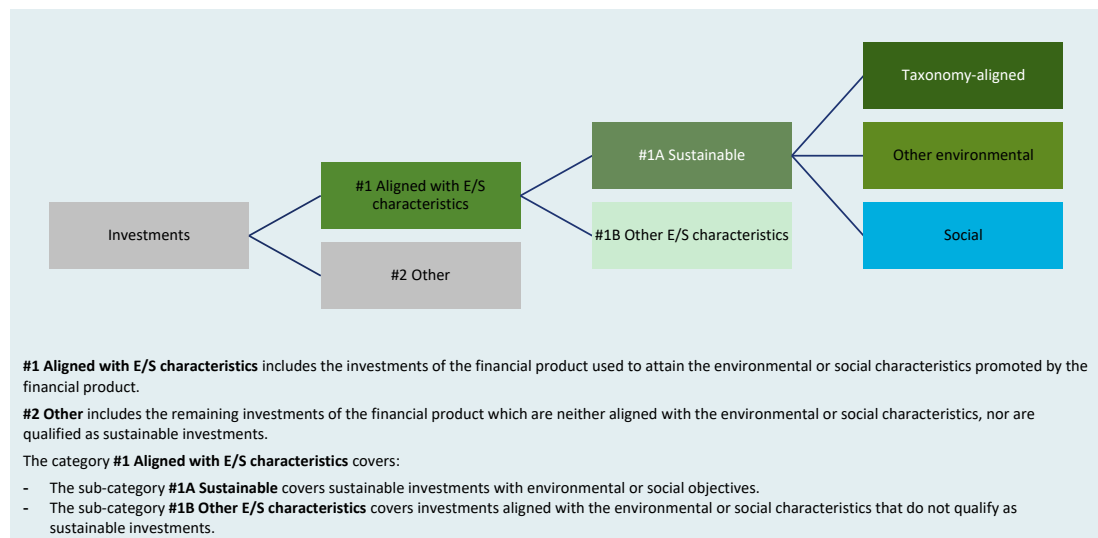 Taxonomy-aligned
#1A Sustainable
Other environmental
#1 Aligned with E/S
characteristics
Investments
#1B Other E/S characteristics
Social
#2 Other
#1 Aligned with E/S characteristics includes the investments of the financial product used to attain the environmental or social characteristics promoted by the
financial product.
#2 Other includes the remaining investments of the financial product which are neither aligned with the environmental or social characteristics, nor are
qualified as sustainable investments.
The category #1 Aligned with E/S characteristics covers:
- The sub-category #1A Sustainable covers sustainable investments with environmental or social objectives.
- The sub-category #1B Other E/S characteristics covers investments aligned with the environmental or social characteristics that do not qualify as
sustainable investments.